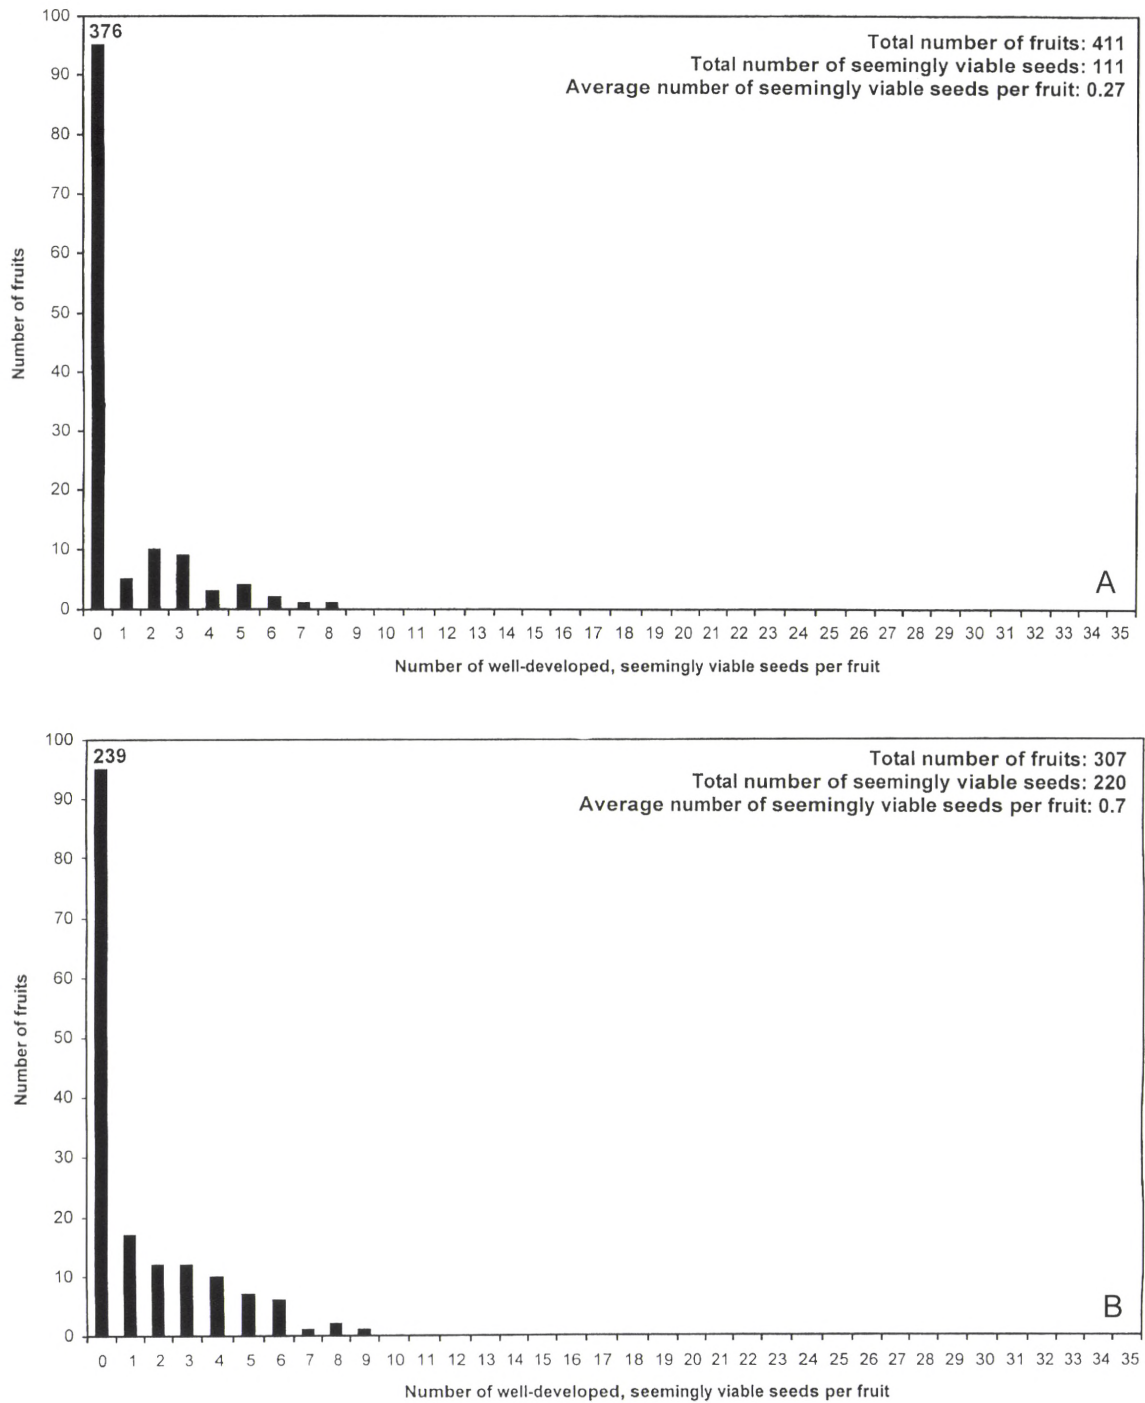 100
376
Total number of fruits: 411
Total number of seemingly viable seeds: 111
Average number of seemingly viable seeds per fruit: 0.27
90
80
70
60
50
40
30
20
10
0
Number of fruits
A
0 1 2 3 4 5 6 7 8 9 10 11 12 13 14 15 16 17 18 19 20 21 22 23 24 25 26 27 28 29 30 31 32 33 34 35
Number of well-developed, seemingly viable seeds per fruit
100
239
Total number of fruits: 307
Total number of seemingly viable seeds: 220
Average number of seemingly viable seeds per fruit: 0.7
90
80
70
60
50
40
30
20
10
0
Number of fruits
B
0 1 2 3 4 5 6 7 8 9 10 11 12 13 14 15 16 17 18 19 20 21 22 23 24 25 26 27 28 29 30 31 32 33 34 35
Number of well-developed, seemingly viable seeds per fruit